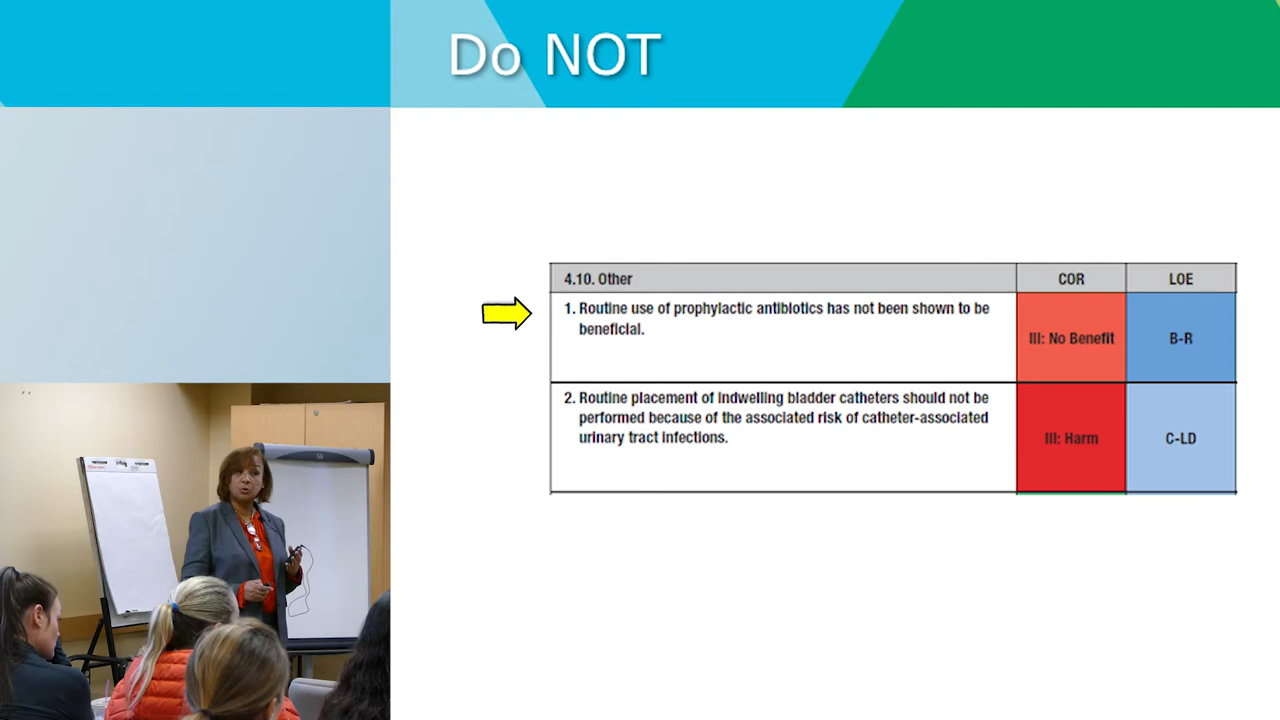 Do NOT
4.10. Other COR LOE
1. Routine use of prophylactic antibiotics has not been shown to be
beneficial.
III: No Benefit B-R
2. Routine placement of indwelling bladder catheters should not be
performed because of the associated risk of catheter-associated
urinary tract infections.
III: Harm C-LD